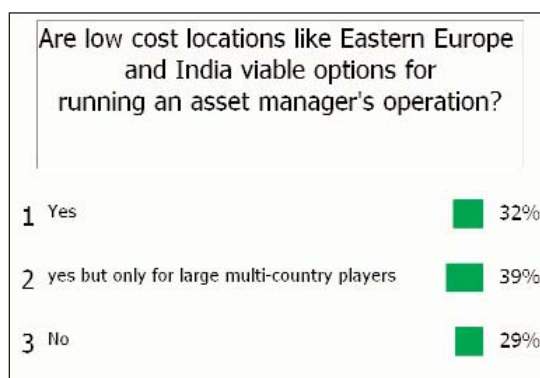 Are low cost locations like Eastern Europe
and India viable options for
running an asset manager's operation?
1 Yes 32%
2 yes but only for large multi-country players 39%
3 No 29%